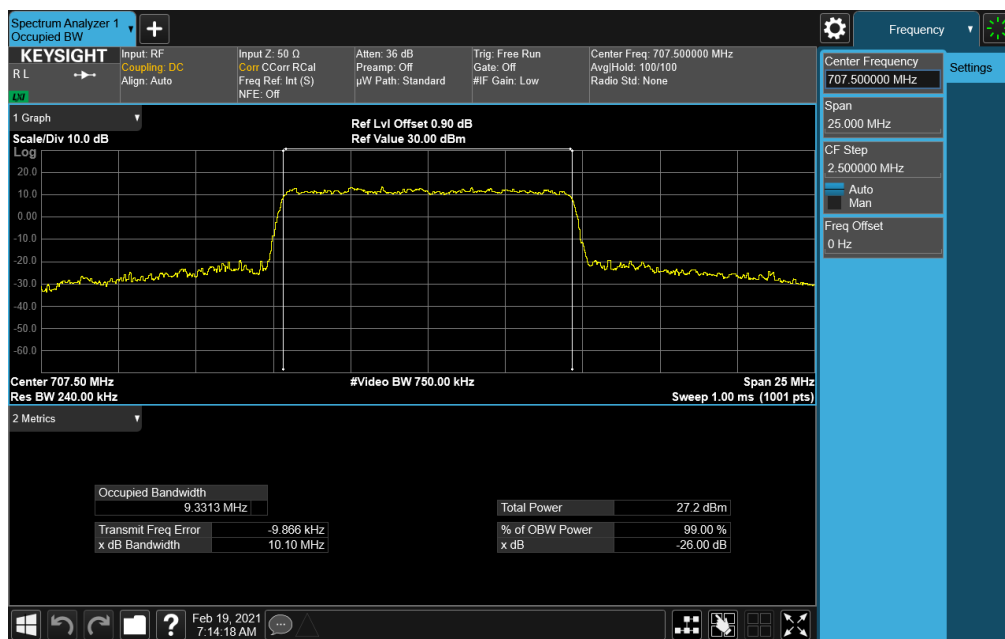 Spectrum Analyzer 1
Occupied BW
Frequency
KEYSIGHT
R L
LXI
Input: RF
Coupling: DC
Align: Auto
Input Z: 50 Ω
Corr CCorr RCal
Freq Ref: Int (S)
NFE: Off
Atten: 36 dB
Preamp: Off
µW Path: Standard
Trig: Free Run
Gate: Off
#IF Gain: Low
Center Freq: 707.500000 MHz
Avg|Hold: 100/100
Radio Std: None
Center Frequency
707.500000 MHz
Settings
Span
25.000 MHz
CF Step
2.500000 MHz
Auto
Man
Freq Offset
0 Hz
1 Graph
Scale/Div 10.0 dB
Ref Lvl Offset 0.90 dB
Ref Value 30.00 dBm
Log
20.0
10.0
0.00
-10.0
-20.0
-30.0
-40.0
-50.0
-60.0
Center 707.50 MHz
#Video BW 750.00 kHz
Span 25 MHz
Res BW 240.00 kHz
Sweep 1.00 ms (1001 pts)
2 Metrics
Occupied Bandwidth
9.3313 MHz
Total Power 27.2 dBm
Transmit Freq Error -9.866 kHz
% of OBW Power 99.00 %
x dB Bandwidth 10.10 MHz
x dB -26.00 dB
?
Feb 19, 2021
7:14:18 AM